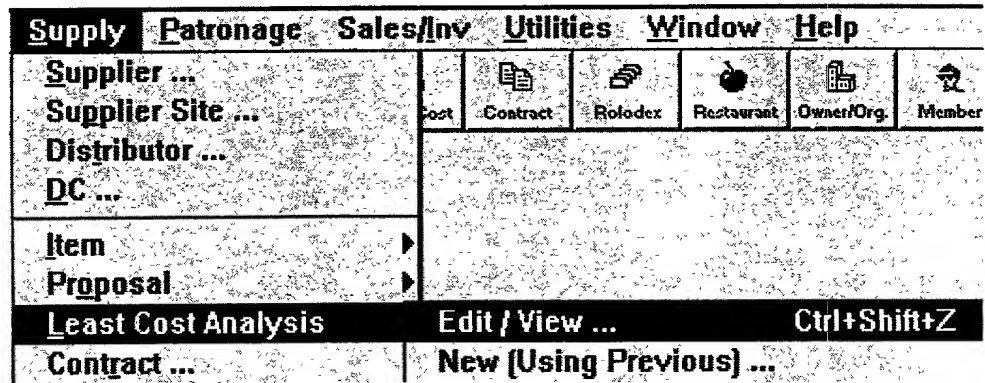 Supply Patronage Sales/Inv Utilities Window Help
Supplier ...
Supplier Site ...
Distributor ...
DC ...
Cost Contract Rolodex Restaurant Owner/Org. Member
Item
Proposal
Least Cost Analysis Edit / View ... Ctrl+Shift+Z
Contract ... New (Using Previous) ...